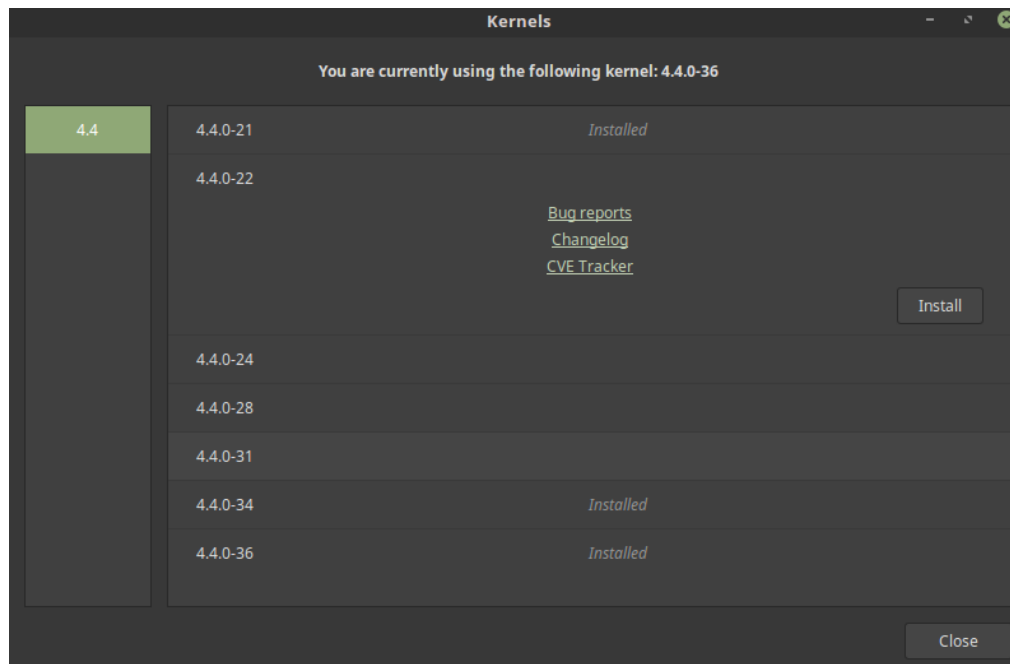 Kernels
You are currently using the following kernel: 4.4.0-36
4.4
4.4.0-21 Installed
4.4.0-22
Bug reports
Changelog
CVE Tracker
Install
4.4.0-24
4.4.0-28
4.4.0-31
4.4.0-34 Installed
4.4.0-36 Installed
Close